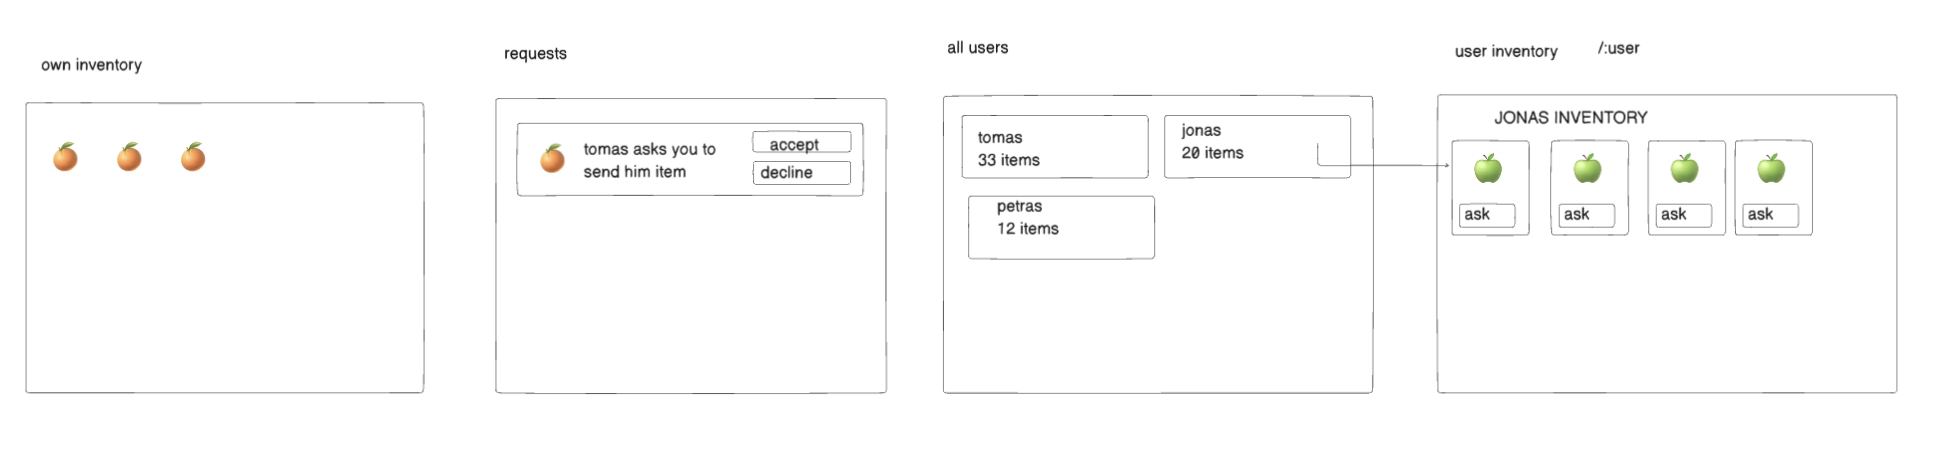 own inventory
requests
tomas asks you to
send him item
accept
decline
all users
tomas
33 items
jonas
20 items
petras
12 items
user inventory
/:user
JONAS INVENTORY
ask
ask
ask
ask